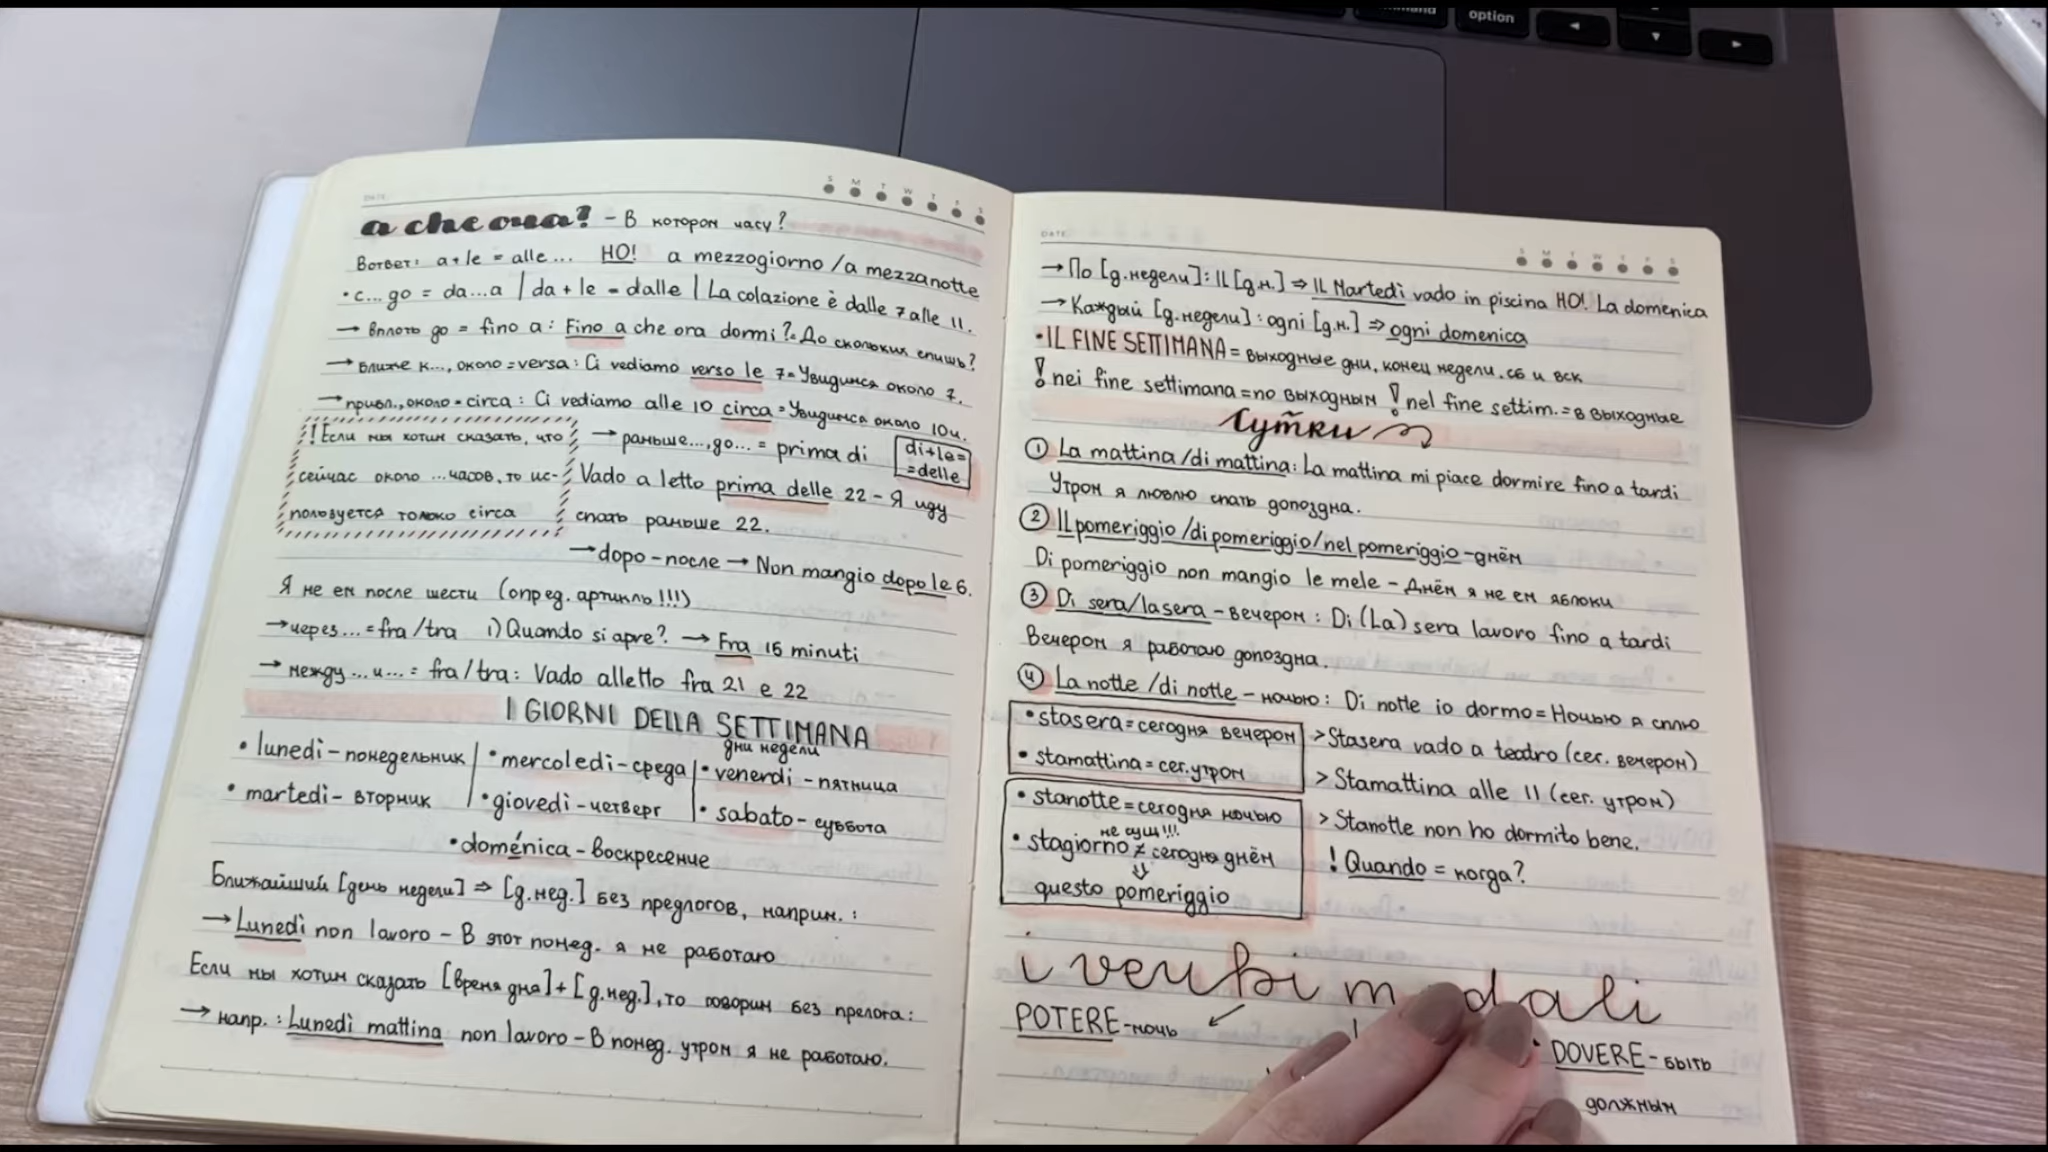 command
option
DATE
S M T W T F S
a che ora? - В котором часу?
Вответ: a+le = alle... НО! a mezzogiorno /a mezzanotte
• с... до = da...a | da + le = dalle | La colazione è dalle 7 alle 11.
→ вплоть до = fino a: Fino a che ora dormi? = До скольких спишь?
→ ближе к..., около = versa: Ci vediamo verso le 7 = Увидимся около 7.
→ прибл., около = circa: Ci vediamo alle 10 circa = Увидимся около 10ч.
! Если мы хотим сказать, что
сейчас около ...часов, то ис-
пользуется только circa
→ раньше..., до... = prima di
di+le=
=delle
Vado a letto prima delle 22 - Я иду
спать раньше 22.
→ dopo - после → Non mangio dopo le 6.
Я не ем после шести (опред. артикль!!!)
→ через... = fra /tra 1) Quando si apre? → Fra 15 minuti
→ между ...и... = fra/tra: Vado alletto fra 21 e 22
I GIORNI DELLA SETTIMANA
дни недели
• lunedì - понедельник • mercoledì - среда • venerdì - пятница
• martedì - вторник • giovedì - четверг • sabato - суббота
• doménica - воскресение
Ближайший [день недели] ⇒ [д.нед.] без предлогов, наприм.:
→ Lunedì non lavoro - В этот понед. я не работаю
Если мы хотим сказать [время дня]+[д.нед.], то говорим без прелога:
→ напр.: Lunedì mattina non lavoro - В понед. утром я не работаю.
DATE
S M T W T F S
→ По [д.недели]: IL [д.н.] ⇒ IL Martedì vado in piscina НО! La domenica
→ Каждый [д.недели]: ogni [д.н.] ⇒ ogni domenica
• IL FINE SETTIMANA = выходные дни, конец недели. сб и вск
! nei fine settimana = по выходным ! nel fine settim. = в выходные
Сутки
① La mattina /di mattina: La mattina mi piace dormire fino a tardi
Утром я люблю спать допоздна.
② IL pomeriggio /di pomeriggio/nel pomeriggio - днём
Di pomeriggio non mangio le mele - Днём я не ем яблоки
③ Di sera/la sera - вечером: Di (La) sera lavoro fino a tardi
Вечером я работаю допоздна.
④ La notte /di notte - ночью: Di notte io dormo = Ночью я сплю
• stasera = сегодня вечером
• stamattina = сег.утром
> Stasera vado a teatro (сег. вечером)
> Stamattina alle 11 (сег. утром)
• stanotte = сегодня ночью
не сущ!!!
• stagiorno ≠ сегодня днём
⇓
questo pomeriggio
> Stanotte non ho dormito bene.
! Quando = когда?
i verbi m dali
POTERE - мочь
• DOVERE - быть
должным